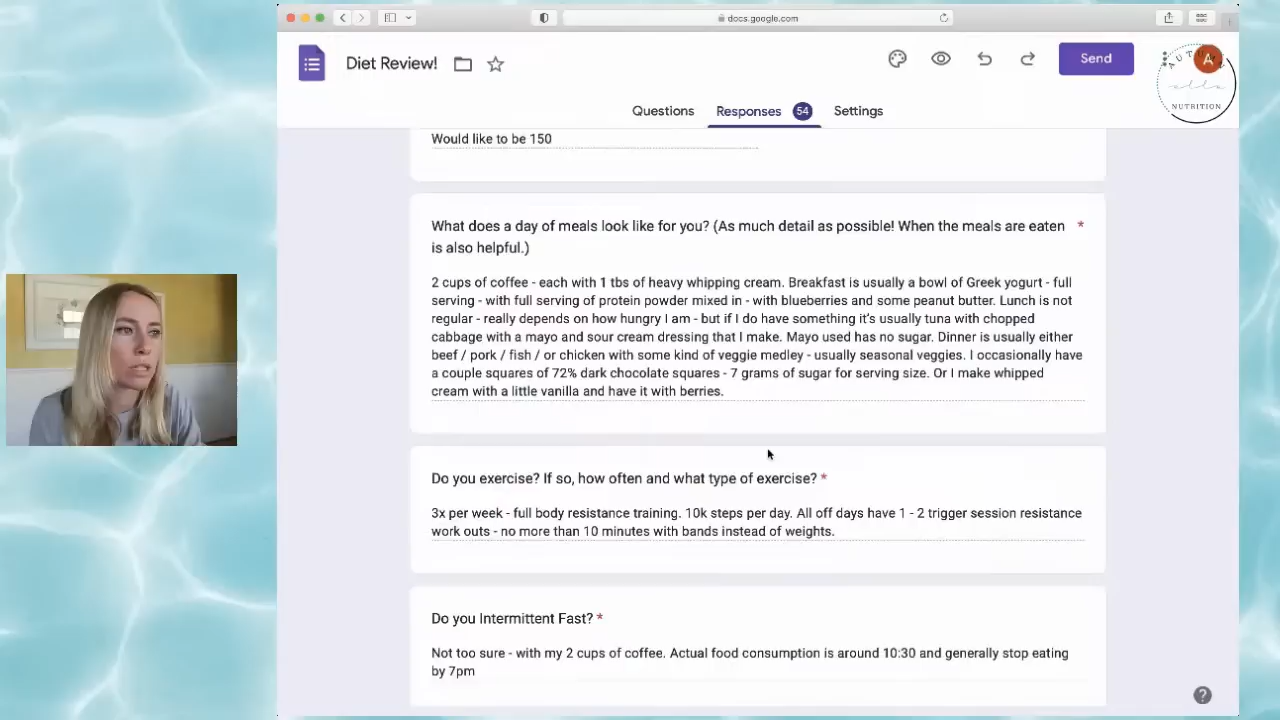 docs.google.com
Diet Review!
Send
A
AUTUMN
elle
NUTRITION
Questions
Responses 54
Settings
Would like to be 150
What does a day of meals look like for you? (As much detail as possible! When the meals are eaten *
is also helpful.)
2 cups of coffee - each with 1 tbs of heavy whipping cream. Breakfast is usually a bowl of Greek yogurt - full
serving - with full serving of protein powder mixed in - with blueberries and some peanut butter. Lunch is not
regular - really depends on how hungry I am - but if I do have something it's usually tuna with chopped
cabbage with a mayo and sour cream dressing that I make. Mayo used has no sugar. Dinner is usually either
beef / pork / fish / or chicken with some kind of veggie medley - usually seasonal veggies. I occasionally have
a couple squares of 72% dark chocolate squares - 7 grams of sugar for serving size. Or I make whipped
cream with a little vanilla and have it with berries.
Do you exercise? If so, how often and what type of exercise? *
3x per week - full body resistance training. 10k steps per day. All off days have 1 - 2 trigger session resistance
work outs - no more than 10 minutes with bands instead of weights.
Do you Intermittent Fast? *
Not too sure - with my 2 cups of coffee. Actual food consumption is around 10:30 and generally stop eating
by 7pm